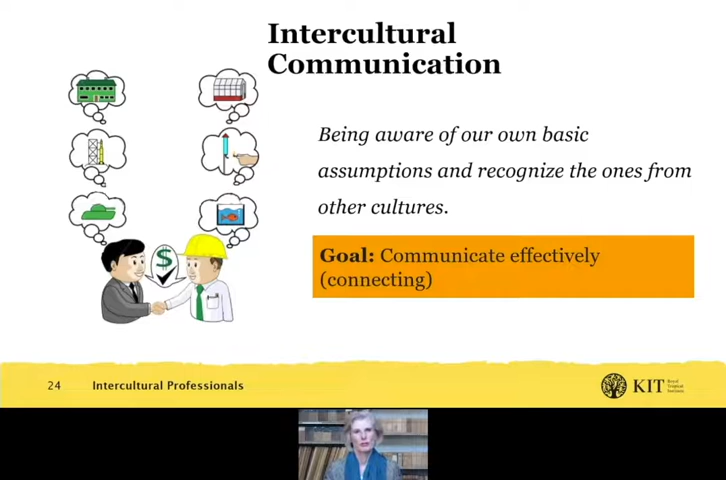 Intercultural
Communication
Being aware of our own basic
assumptions and recognize the ones from
other cultures.
$
Goal: Communicate effectively
(connecting)
24 Intercultural Professionals
KIT Royal
Tropical
Institute